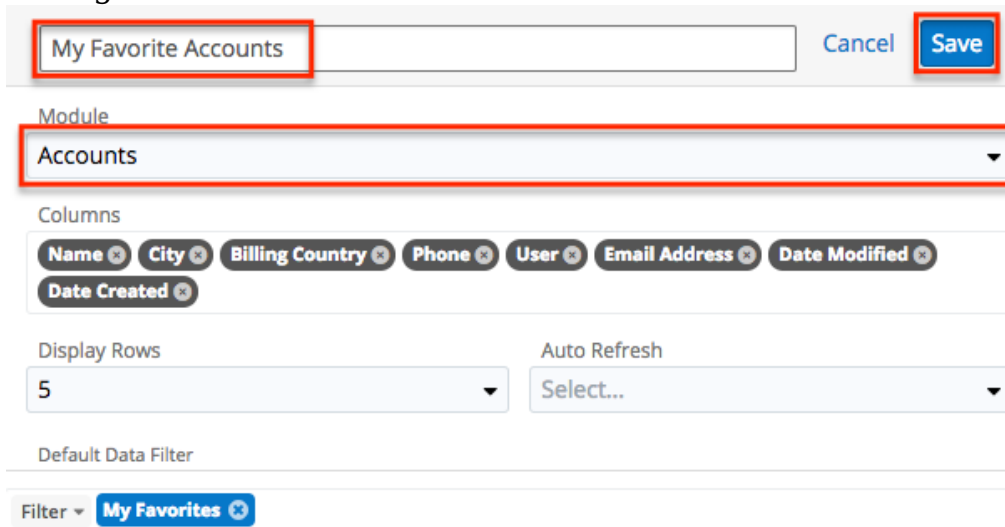 My Favorite Accounts Cancel Save
Module
Accounts
Columns
Name City Billing Country Phone User Email Address Date Modified
Date Created
Display Rows Auto Refresh
5 Select...
Default Data Filter
Filter My Favorites